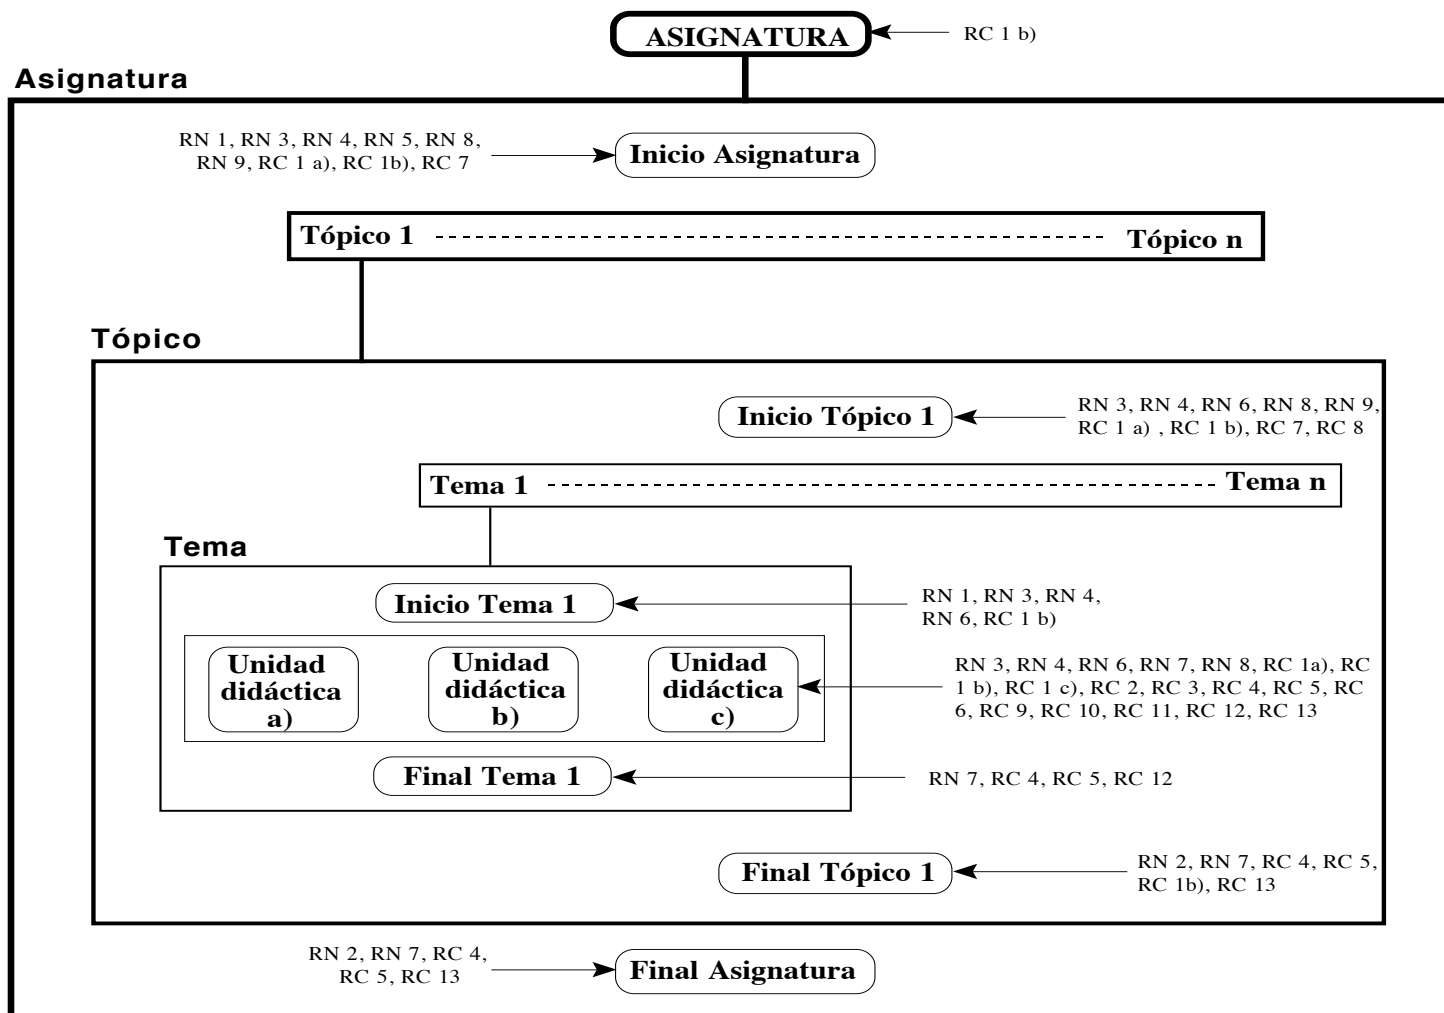 ASIGNATURA
RC 1 b)
Asignatura
RN 1, RN 3, RN 4, RN 5, RN 8,
RN 9, RC 1 a), RC 1b), RC 7
Inicio Asignatura
Tópico 1
Tópico n
Tópico
Inicio Tópico 1
RN 3, RN 4, RN 6, RN 8, RN 9,
RC 1 a) , RC 1 b), RC 7, RC 8
Tema 1
Tema n
Tema
Inicio Tema 1
RN 1, RN 3, RN 4,
RN 6, RC 1 b)
Unidad
didáctica
a)
Unidad
didáctica
b)
Unidad
didáctica
c)
RN 3, RN 4, RN 6, RN 7, RN 8, RC 1a), RC
1 b), RC 1 c), RC 2, RC 3, RC 4, RC 5, RC
6, RC 9, RC 10, RC 11, RC 12, RC 13
Final Tema 1
RN 7, RC 4, RC 5, RC 12
Final Tópico 1
RN 2, RN 7, RC 4, RC 5,
RC 1b), RC 13
RN 2, RN 7, RC 4,
RC 5, RC 13
Final Asignatura